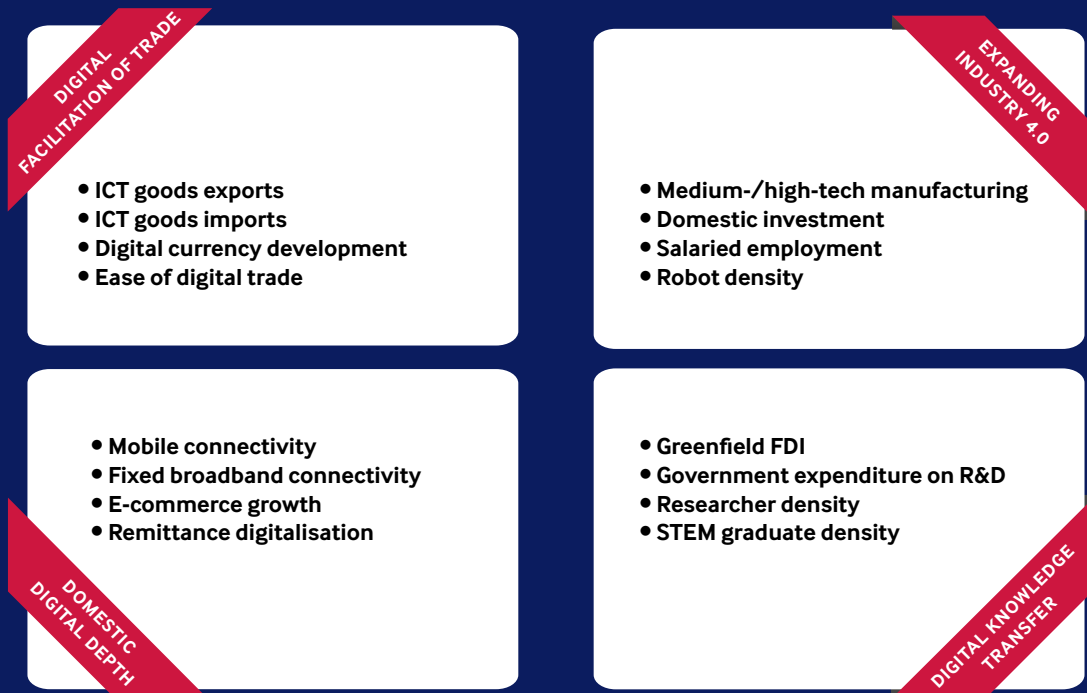 DIGITAL
FACILITATION OF TRADE
• ICT goods exports
• ICT goods imports
• Digital currency development
• Ease of digital trade
EXPANDING
INDUSTRY 4.0
• Medium-/high-tech manufacturing
• Domestic investment
• Salaried employment
• Robot density
• Mobile connectivity
• Fixed broadband connectivity
• E-commerce growth
• Remittance digitalisation
DOMESTIC
DIGITAL DEPTH
• Greenfield FDI
• Government expenditure on R&D
• Researcher density
• STEM graduate density
DIGITAL KNOWLEDGE
TRANSFER